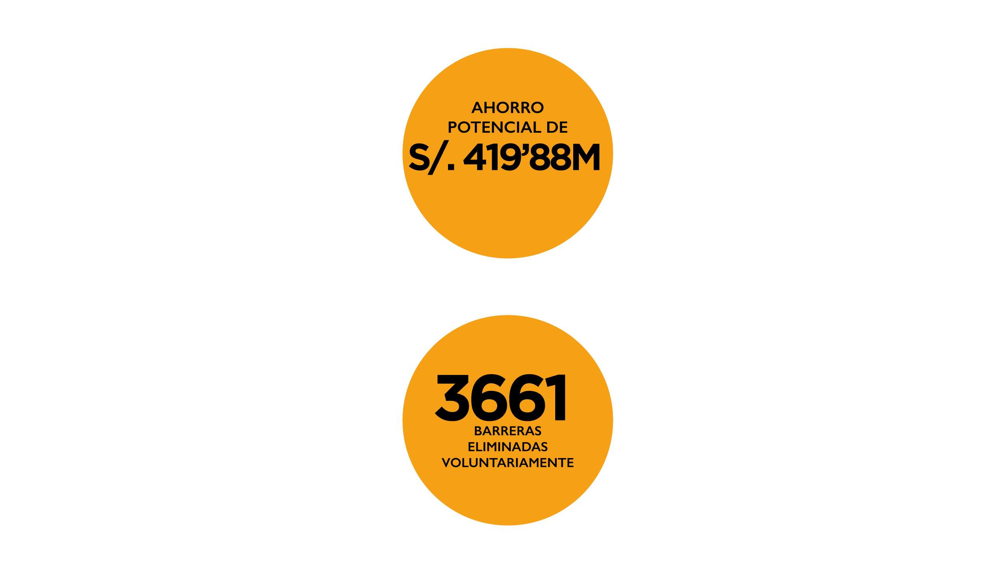 AHORRO
POTENCIAL DE
S/. 419’88M
3661
BARRERAS
ELIMINADAS
VOLUNTARIAMENTE